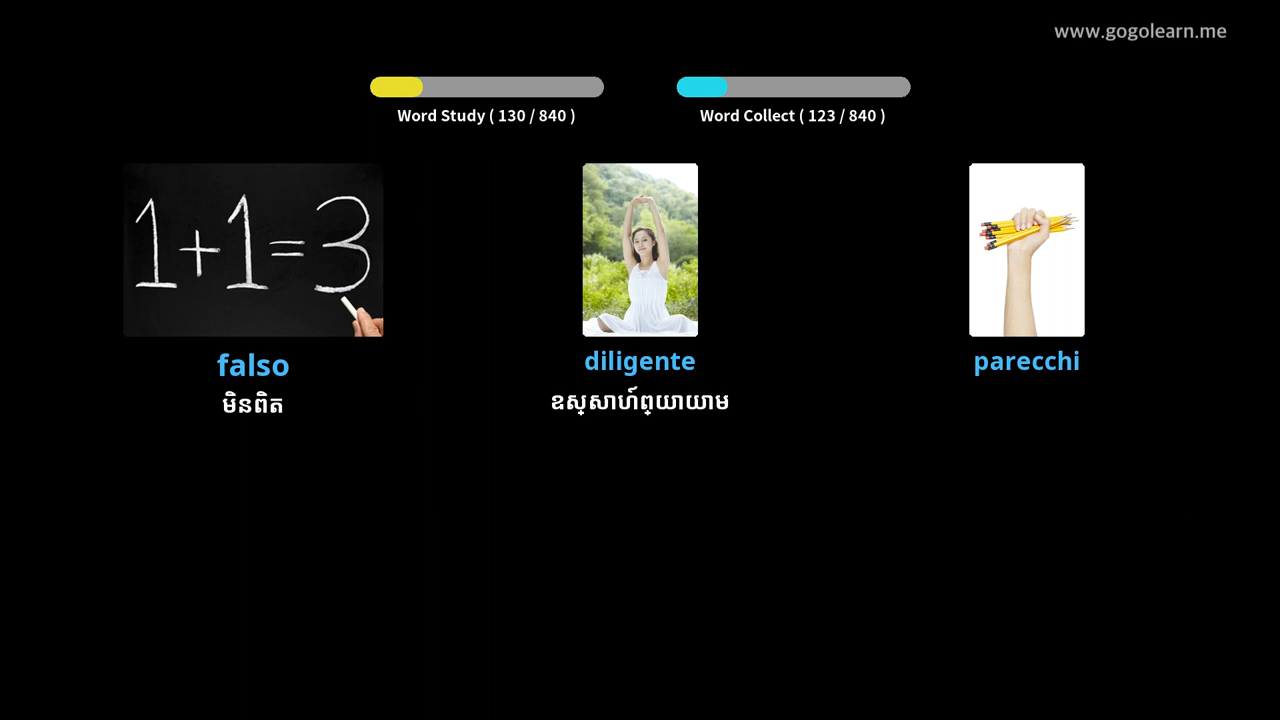 www.gogolearn.me
Word Study ( 130 / 840 )
Word Collect ( 123 / 840 )
1+1=3
falso
diligente
parecchi
មិនពិត
ឧស្សាហ៍ព្យាយាម